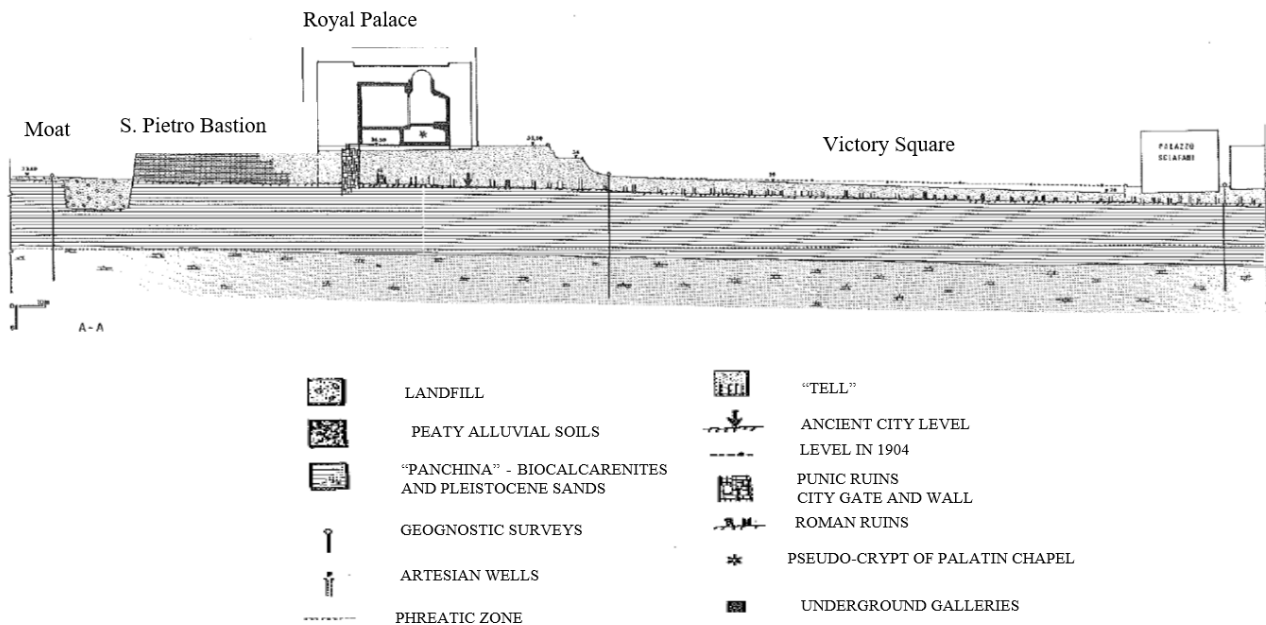 Royal Palace
Moat
S. Pietro Bastion
Victory Square
PALAZZO
SCLAFANI
A-A
LANDFILL
PEATY ALLUVIAL SOILS
“PANCHINA” - BIOCALCARENITES
AND PLEISTOCENE SANDS
GEOGNOSTIC SURVEYS
ARTESIAN WELLS
PHREATIC ZONE
“TELL”
ANCIENT CITY LEVEL
LEVEL IN 1904
PUNIC RUINS
CITY GATE AND WALL
ROMAN RUINS
PSEUDO-CRYPT OF PALATIN CHAPEL
UNDERGROUND GALLERIES